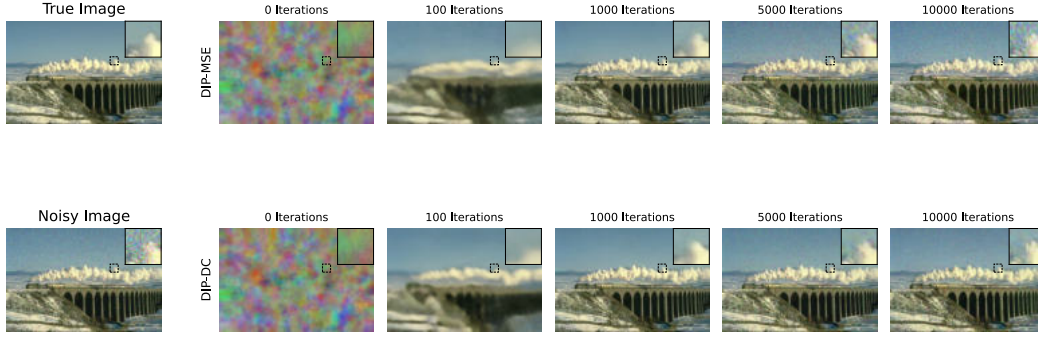 True Image
0 Iterations
100 Iterations
1000 Iterations
5000 Iterations
10000 Iterations
DIP-MSE
Noisy Image
0 Iterations
100 Iterations
1000 Iterations
5000 Iterations
10000 Iterations
DIP-DC